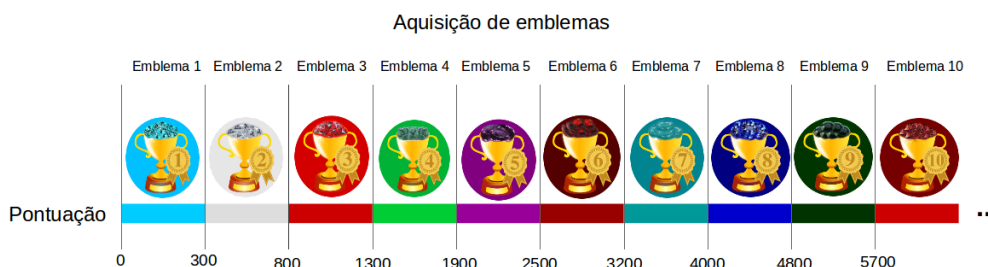 Aquisição de emblemas
Emblema 1 Emblema 2 Emblema 3 Emblema 4 Emblema 5 Emblema 6 Emblema 7 Emblema 8 Emblema 9 Emblema 10
1 2 3 4 5 6 7 8 9 10
Pontuação ..
0 300 800 1300 1900 2500 3200 4000 4800 5700